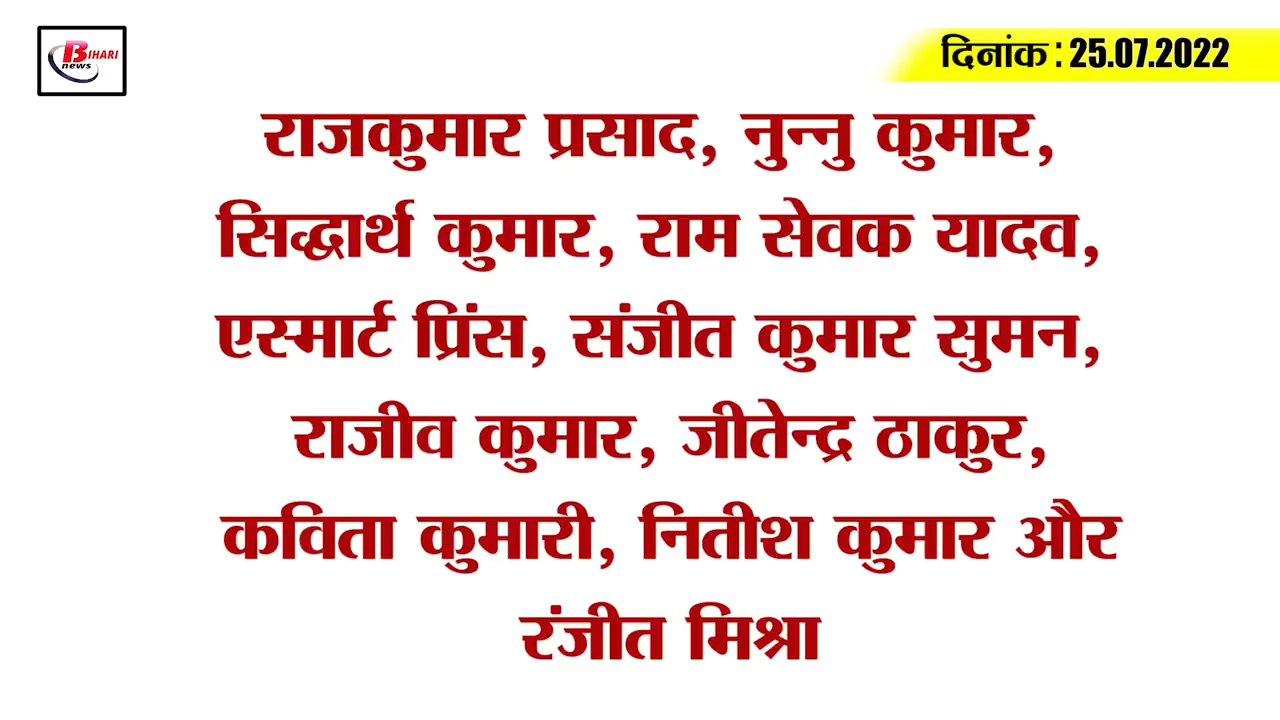 BIHARI
news
दिनांक : 25.07.2022
राजकुमार प्रसाद, नुन्नु कुमार,
सिद्धार्थ कुमार, राम सेवक यादव,
एस्मार्ट प्रिंस, संजीत कुमार सुमन,
राजीव कुमार, जीतेन्द्र ठाकुर,
कविता कुमारी, नितीश कुमार और
रंजीत मिश्रा